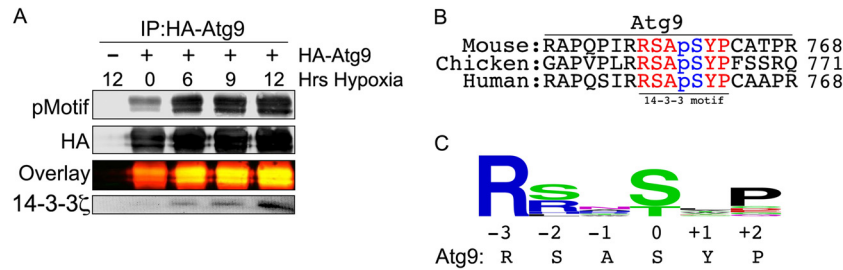 A
IP:HA-Atg9
– + + + + HA-Atg9
12 0 6 9 12 Hrs Hypoxia
pMotif
HA
Overlay
14-3-3ζ
B
Atg9
Mouse:RAPQPIRRSApSYPCATPR 768
Chicken:GAPVPLRRSApSYPFSSRQ 771
Human:RAPQSIRRSApSYPCAAPR 768
14-3-3 motif
C
R S R S T P
-3 -2 -1 0 +1 +2
Atg9: R S A S Y P